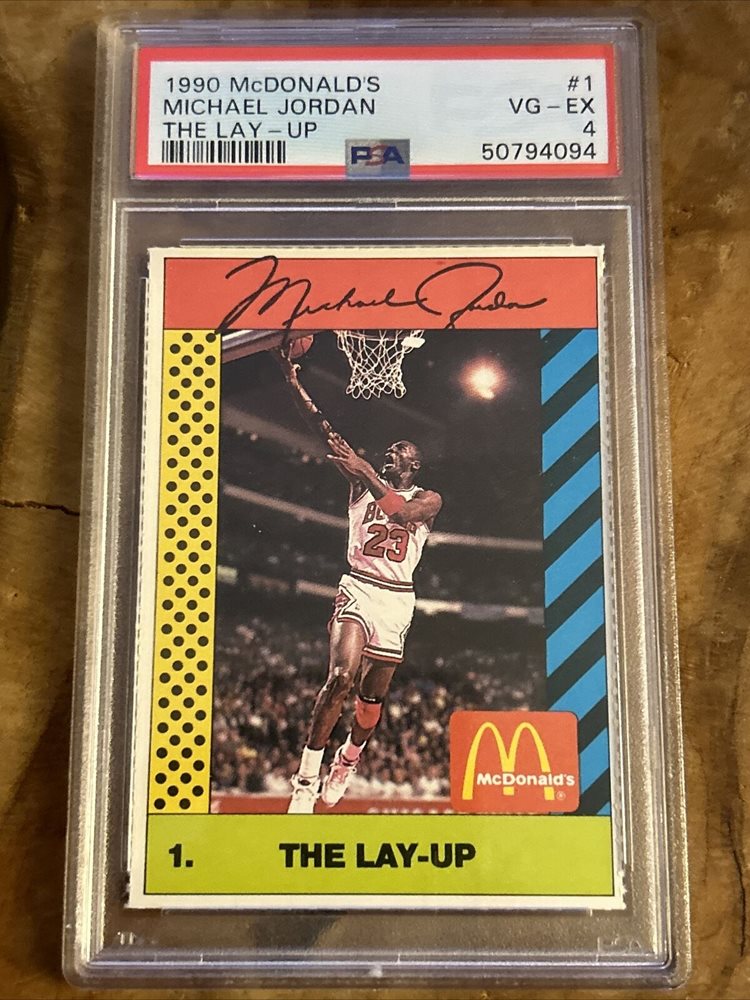 1990 McDONALD'S #1
MICHAEL JORDAN VG-EX
THE LAY-UP 4
PSA 50794094
Michael Jordan
BULLS
23
McDonald's®
1. THE LAY-UP